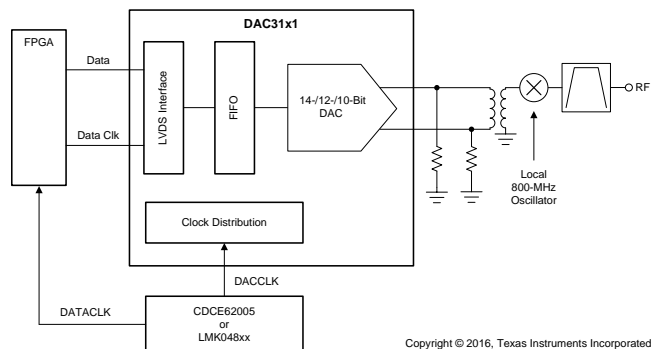 DAC31x1
FPGA
Data
Data Clk
LVDS Interface
FIFO
14-/12-/10-Bit
DAC
RF
Local
800-MHz
Oscillator
Clock Distribution
DACCLK
DATACLK
CDCE62005
or
LMK048xx
Copyright © 2016, Texas Instruments Incorporated